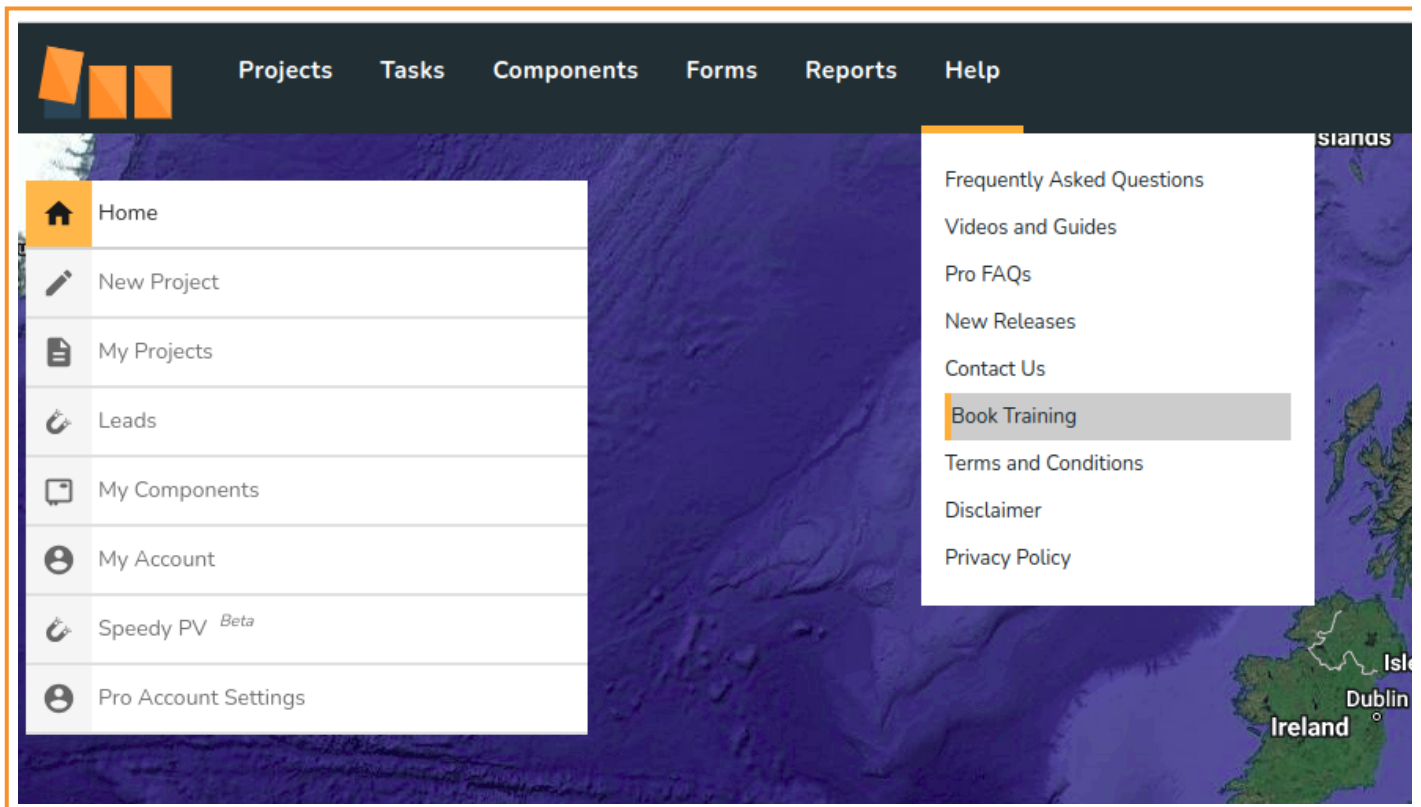 Projects Tasks Components Forms Reports Help
Home
New Project
My Projects
Leads
My Components
My Account
Speedy PV Beta
Pro Account Settings
Frequently Asked Questions
Videos and Guides
Pro FAQs
New Releases
Contact Us
Book Training
Terms and Conditions
Disclaimer
Privacy Policy
Dublin
Ireland